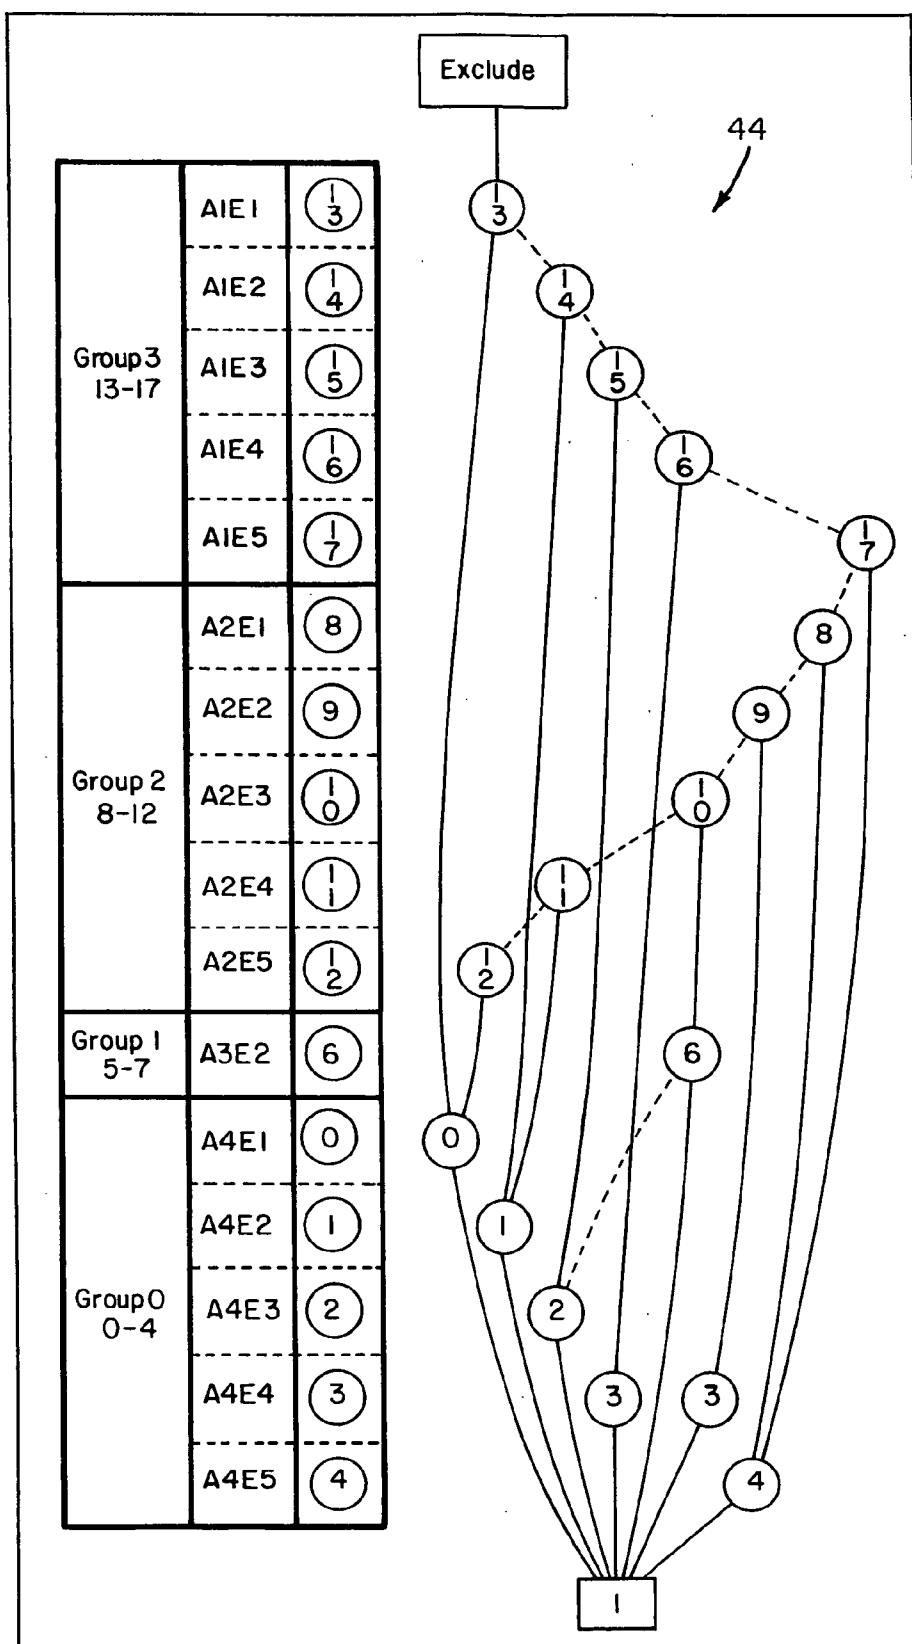 Exclude
44
Group 3
13-17
A1E1
13
A1E2
14
A1E3
15
A1E4
16
A1E5
17
Group 2
8-12
A2E1
8
A2E2
9
A2E3
10
A2E4
11
A2E5
12
Group 1
5-7
A3E2
6
Group 0
0-4
A4E1
0
A4E2
1
A4E3
2
A4E4
3
A4E5
4
13
14
15
16
17
8
9
10
11
12
6
0
1
2
3
3
4
1